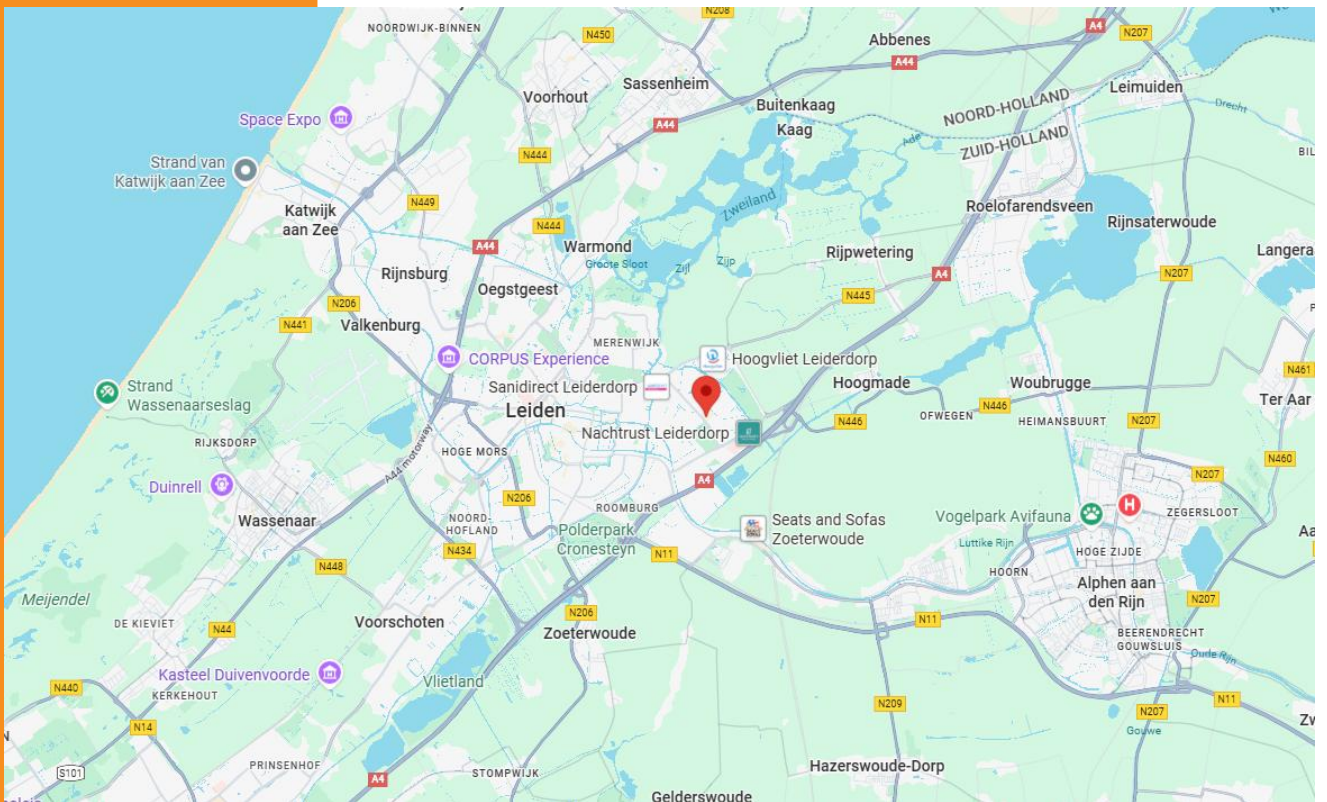 NOORDWIJK-BINNEN
N208
N450
A4
N207
Abbenes
A44
Sassenheim
Leimuiden
Voorhout
Buitenkaag
NOORD-HOLLAND
Drecht
Space Expo
A44
Kaag
Ade
ZUID-HOLLAND
N444
BIL
Strand van
Katwijk aan Zee
Zweiland
Katwijk
aan Zee
N449
N444
Roelofarendsveen
Rijnsaterwoude
A44
Warmond
Groote Sloot
Zijl
Zijp
Rijpwetering
Langera
Rijnsburg
Oegstgeest
A4
N207
N206
N445
N441
Valkenburg
MERENWIJK
CORPUS Experience
Hoogvliet Leiderdorp
N461
Strand
Wassenaarseslag
Sanidirect Leiderdorp
Hoogmade
Woubrugge
Leiden
OFWEGEN
N446
Ter Aar
N446
HEIMANSBUURT
N207
Nachtrust Leiderdorp
RIJKSDORP
HOGE MORS
A44 motorway
N460
N207
Duinrell
A4
N206
ROOMBURG
H
ZEGERSLOOT
Wassenaar
NOORD-
HOFLAND
Polderpark
Cronesteyn
Seats and Sofas
Zoeterwoude
Vogelpark Avifauna
Aa
Luttike Rijn
N434
N11
HOGE ZIJDE
N448
HOORN
Alphen aan
den Rijn
Meijendel
N206
N207
DE KIEVIET
N44
Voorschoten
Zoeterwoude
N11
BEERENDRECHT
GOUWSLUIS
Oude Rijn
Kasteel Duivenvoorde
Vlietland
N440
KERKEHOUT
N209
N11
N14
N207
Gouwe
Zw
S101
PRINSENHOF
A4
STOMPWIJK
Hazerswoude-Dorp
Gelderswoude